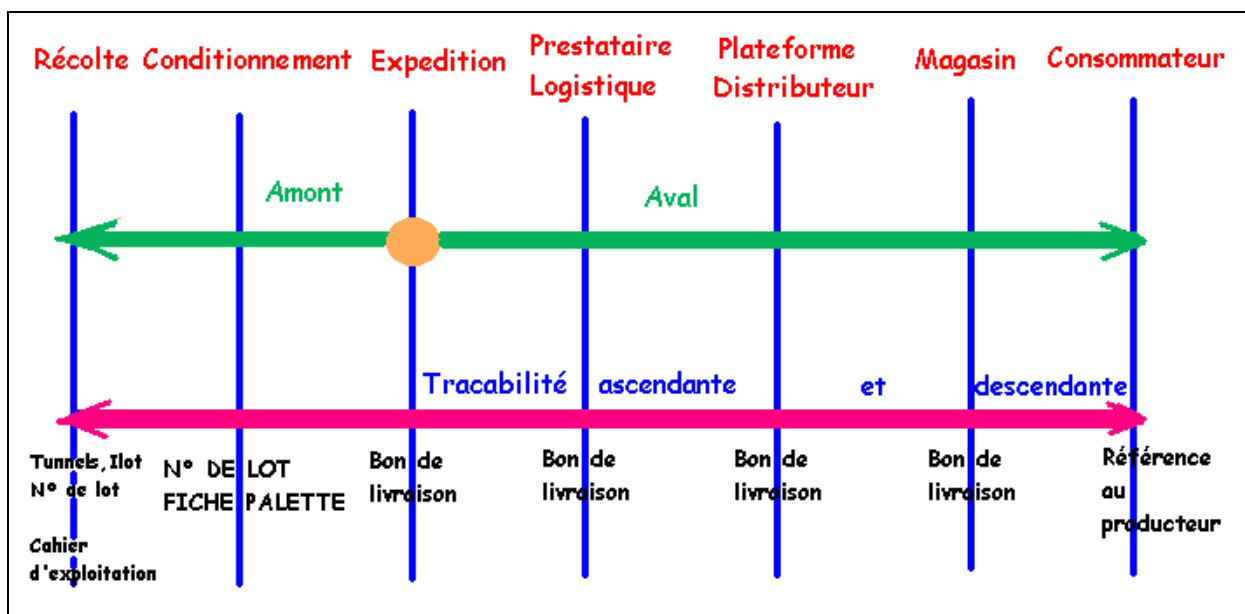 Récolte
Conditionnement
Expedition
Prestataire
Logistique
Plateforme
Distributeur
Magasin
Consommateur
Amont
Aval
Tracabilité ascendante et descendante
Tunnels, Ilot
N° de lot
Cahier
d'exploitation
N° DE LOT
FICHE PALETTE
Bon de
livraison
Bon de
livraison
Bon de
livraison
Bon de
livraison
Référence
au
producteur